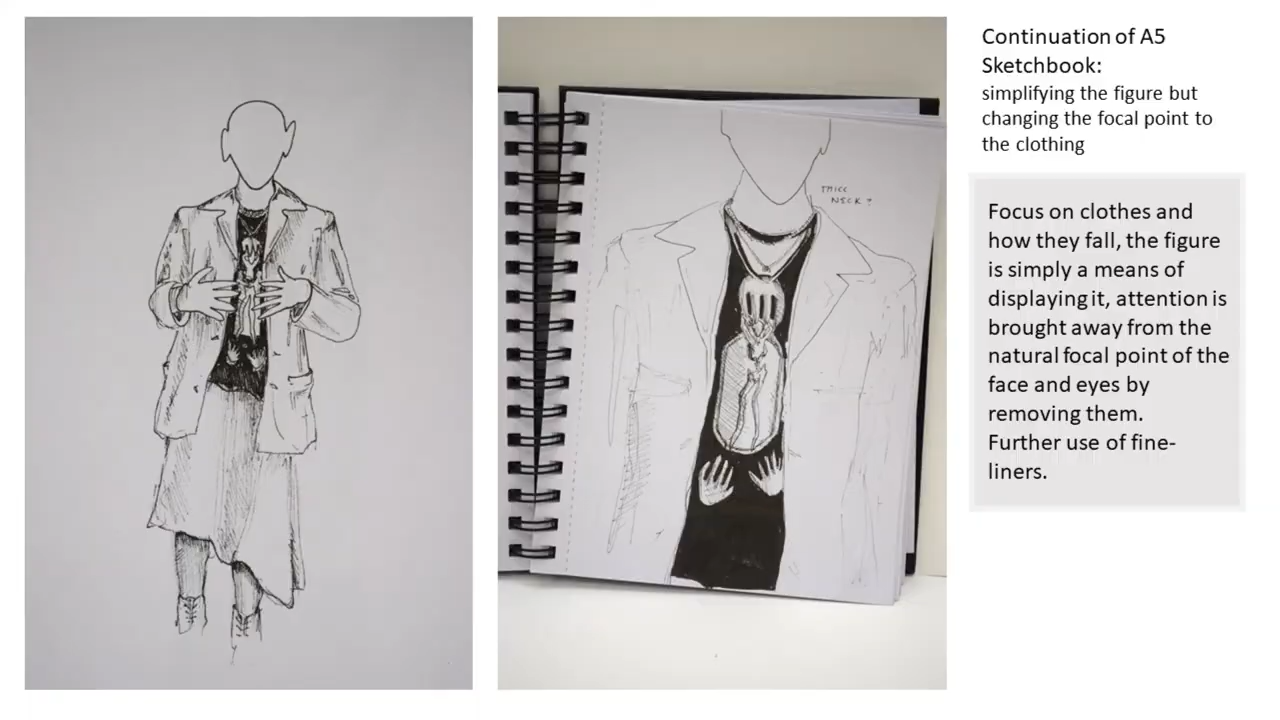 Continuation of A5
Sketchbook:
simplifying the figure but
changing the focal point to
the clothing
Focus on clothes and
how they fall, the figure
is simply a means of
displaying it, attention is
brought away from the
natural focal point of the
face and eyes by
removing them.
Further use of fine-
liners.
THICC
NECK?